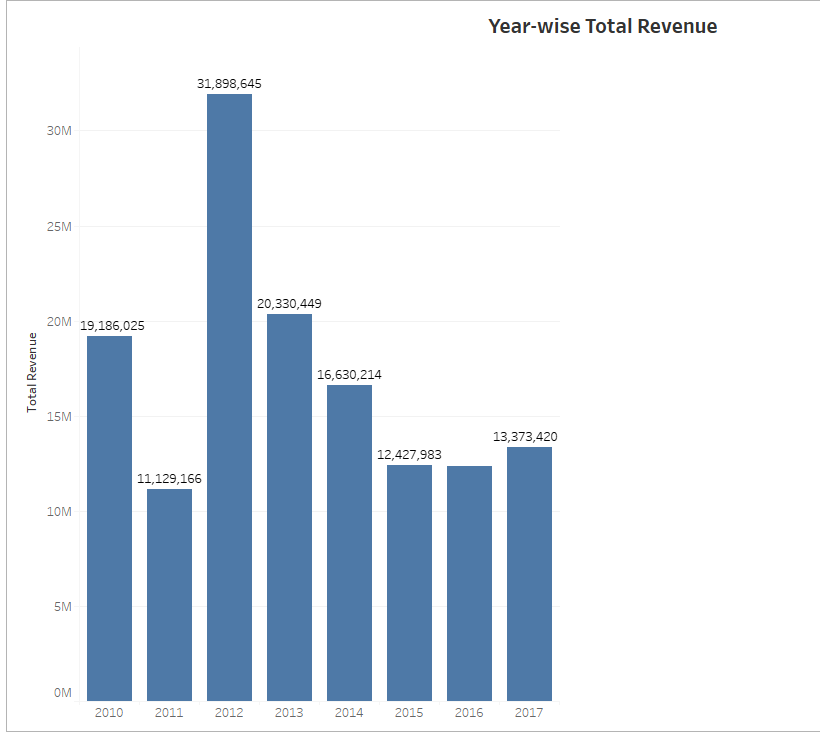 Year-wise Total Revenue
Total Revenue
30M
25M
20M
15M
10M
5M
0M
19,186,025
11,129,166
31,898,645
20,330,449
16,630,214
12,427,983
13,373,420
2010
2011
2012
2013
2014
2015
2016
2017